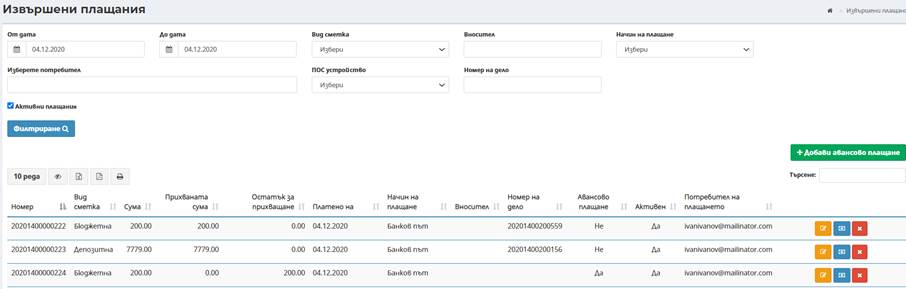 Извършени плащания
Извършени плащан
От дата До дата Вид сметка Вносител Начин на плащане
04.12.2020 04.12.2020 Избери Избери
Изберете потребител ПОС устройство Номер на дело
Избери
Активни плащания
Филтриране
+ Добави авансово плащане
10 реда Търсене:
Номер Вид сметка Сума Прихваната сума Остатък за прихващане Платено на Начин на плащане Вносител Номер на дело Авансово плащане Активен Потребител на плащането
20201400000222 Бюджетна 200.00 200.00 0.00 04.12.2020 Банков път 20201400200559 Не Да ivanivanov@mailinator.com
20201400000223 Депозитна 7779.00 7779.00 0.00 04.12.2020 Банков път 20201400200156 Не Да ivanivanov@mailinator.com
20201400000224 Бюджетна 200.00 0.00 200.00 04.12.2020 Банков път Да Да ivanivanov@mailinator.com